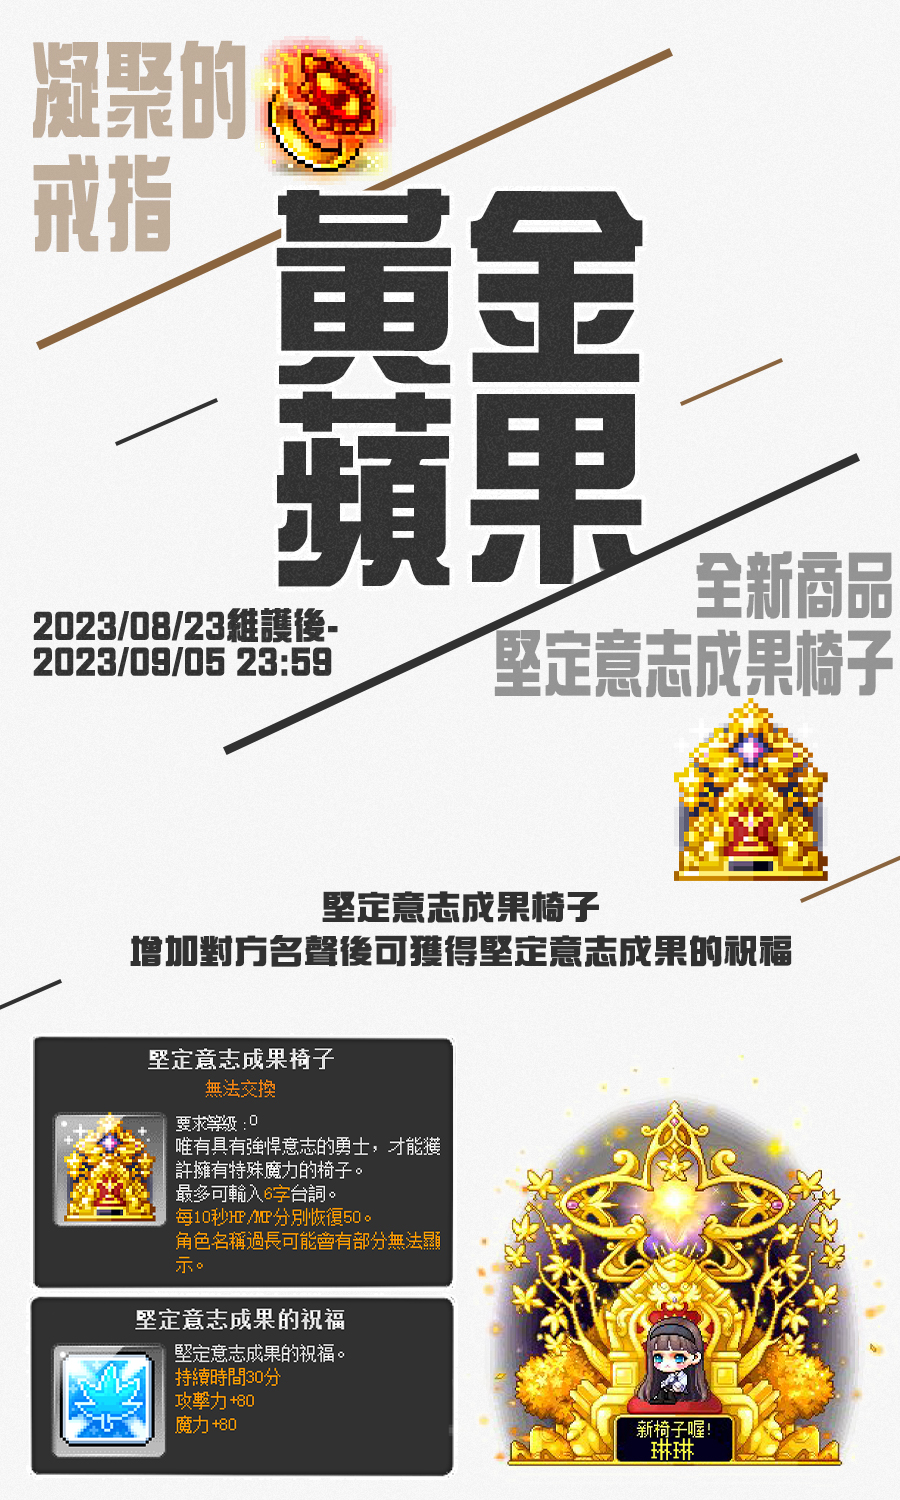 凝聚的
戒指
黃金
蘋果
2023/08/23維護後-
2023/09/05 23:59
全新商品
堅定意志成果椅子
堅定意志成果椅子
增加對方名聲後可獲得堅定意志成果的祝福
堅定意志成果椅子
無法交換
要求等級 :0
唯有具有強悍意志的勇士，才能獲
許擁有特殊魔力的椅子。
最多可輸入6字台詞。
每10秒HP/MP分別恢復50。
角色名稱過長可能會有部分無法顯
示。
堅定意志成果的祝福
堅定意志成果的祝福。
持續時間30分
攻擊力+80
魔力+80
新椅子喔!
琳琳